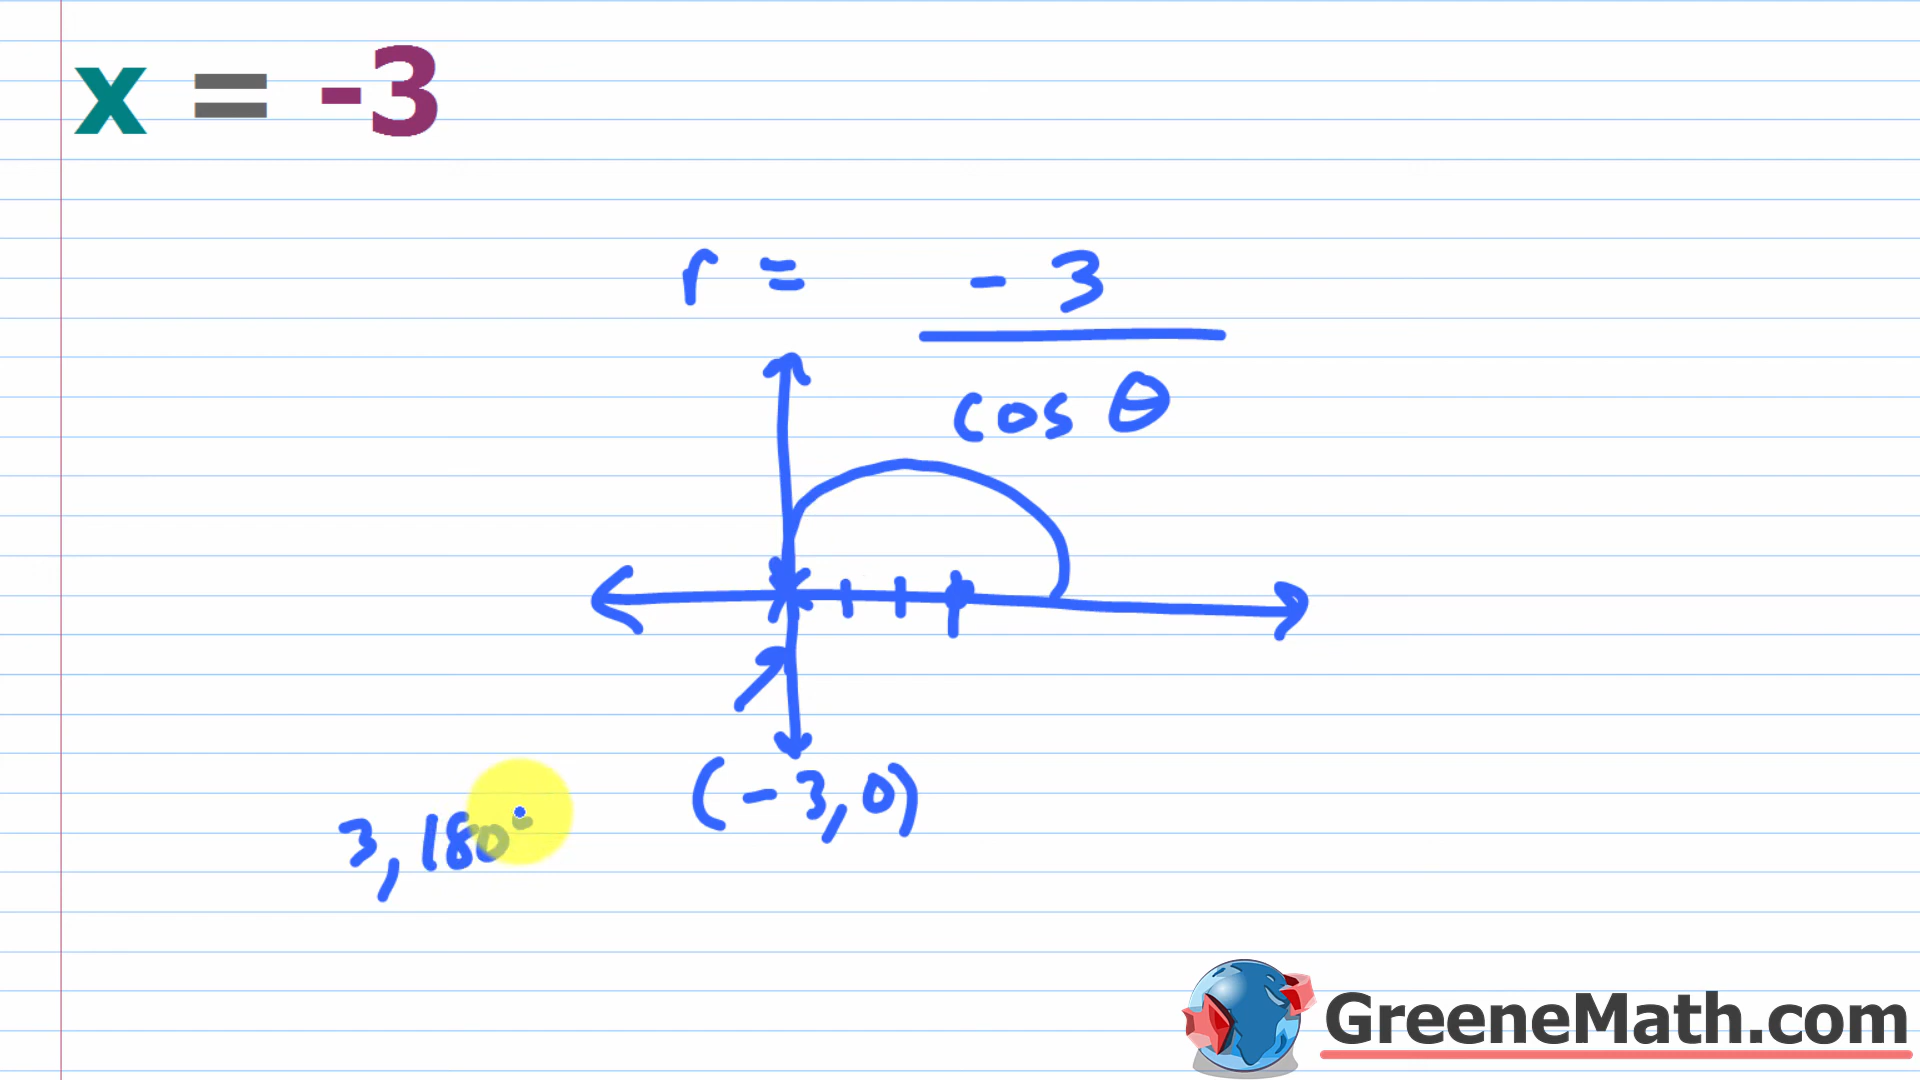 x = -3
r = -3
cos θ
(-3,0)
3,180°
GreeneMath.com